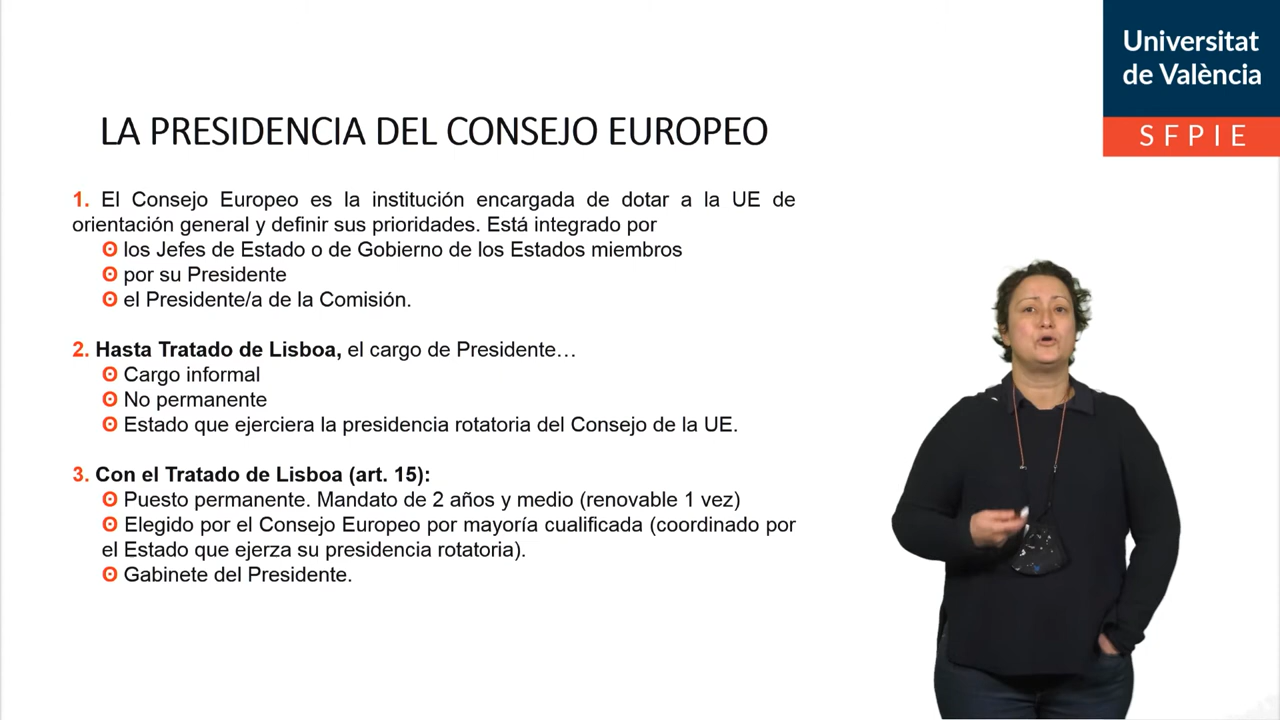 Universitat
de València
SFPIE
LA PRESIDENCIA DEL CONSEJO EUROPEO
1. El Consejo Europeo es la institución encargada de dotar a la UE de
orientación general y definir sus prioridades. Está integrado por
ʘ los Jefes de Estado o de Gobierno de los Estados miembros
ʘ por su Presidente
ʘ el Presidente/a de la Comisión.
2. Hasta Tratado de Lisboa, el cargo de Presidente…
ʘ Cargo informal
ʘ No permanente
ʘ Estado que ejerciera la presidencia rotatoria del Consejo de la UE.
3. Con el Tratado de Lisboa (art. 15):
ʘ Puesto permanente. Mandato de 2 años y medio (renovable 1 vez)
ʘ Elegido por el Consejo Europeo por mayoría cualificada (coordinado por
el Estado que ejerza su presidencia rotatoria).
ʘ Gabinete del Presidente.